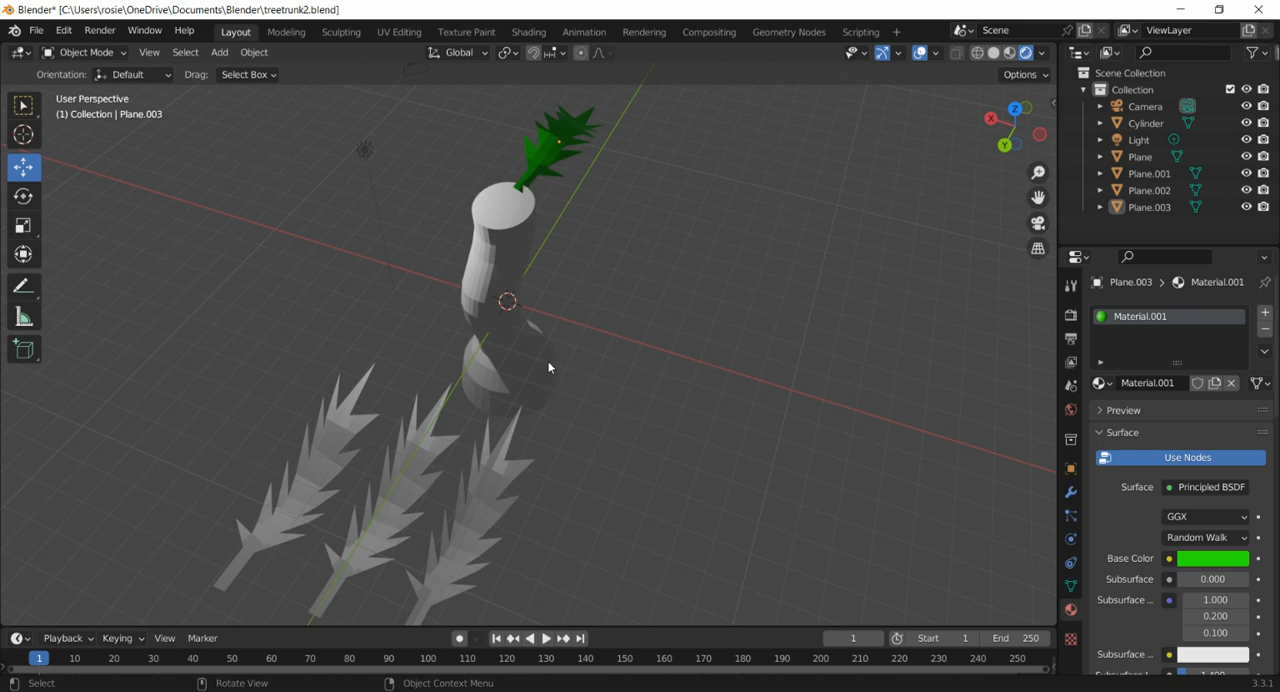 Blender* [C:\Users\rosie\OneDrive\Documents\Blender\treetrunk2.blend]
File Edit Render Window Help Layout Modeling Sculpting UV Editing Texture Paint Shading Animation Rendering Compositing Geometry Nodes Scripting + Scene ViewLayer
Object Mode View Select Add Object Global
Orientation: Default Drag: Select Box Options
User Perspective
(1) Collection | Plane.003
X Z Y
Scene Collection
Collection
Camera
Cylinder
Light
Plane
Plane.001
Plane.002
Plane.003
Plane.003 > Material.001
Material.001
Material.001
Preview
Surface
Use Nodes
Surface Principled BSDF
GGX
Random Walk
Base Color
Subsurface 0.000
Subsurface ... 1.000
0.200
0.100
Subsurface ...
Subsurface I... 1.400
Playback Keying View Marker 1 Start 1 End 250
1 10 20 30 40 50 60 70 80 90 100 110 120 130 140 150 160 170 180 190 200 210 220 230 240 250
Select Rotate View Object Context Menu 3.3.1